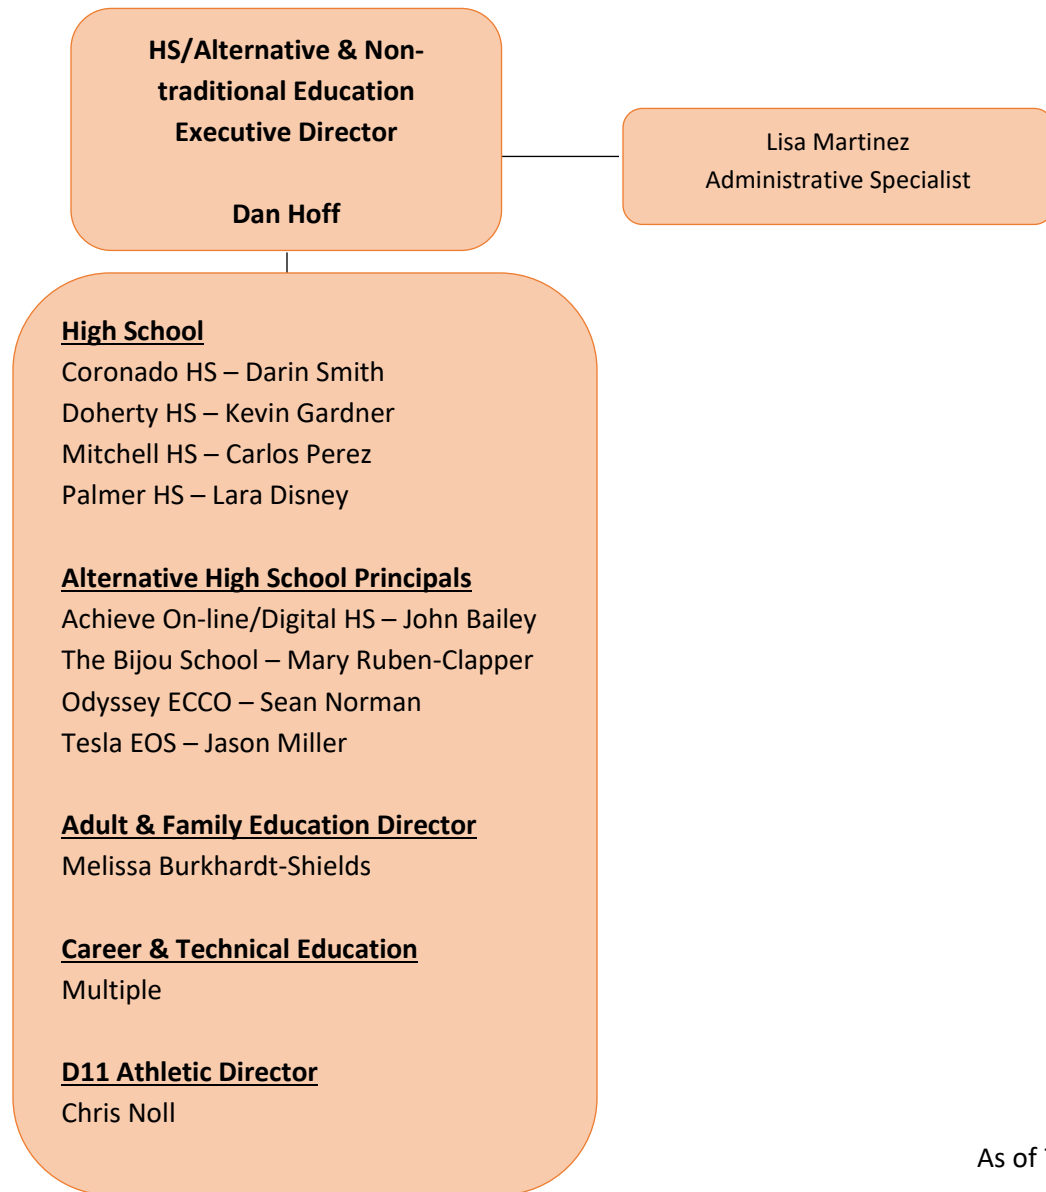 HS/Alternative & Non-
traditional Education
Executive Director
Dan Hoff
Lisa Martinez
Administrative Specialist
High School
Coronado HS – Darin Smith
Doherty HS – Kevin Gardner
Mitchell HS – Carlos Perez
Palmer HS – Lara Disney
Alternative High School Principals
Achieve On-line/Digital HS – John Bailey
The Bijou School – Mary Ruben-Clapper
Odyssey ECCO – Sean Norman
Tesla EOS – Jason Miller
Adult & Family Education Director
Melissa Burkhardt-Shields
Career & Technical Education
Multiple
D11 Athletic Director
Chris Noll
As of